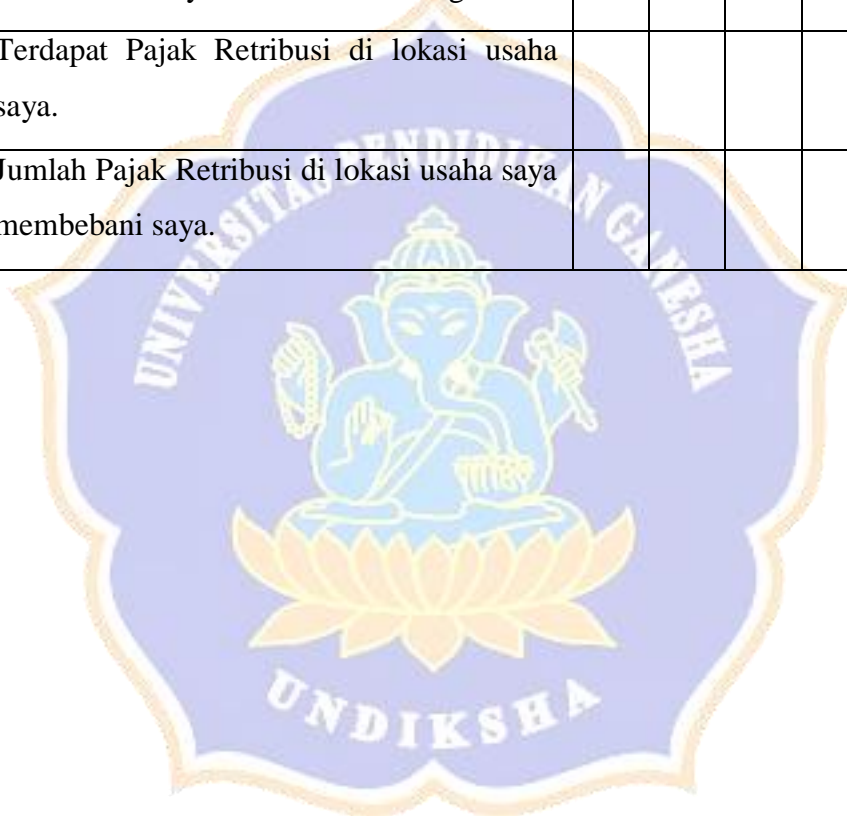 Terdapat Pajak Retribusi di lokasi usaha
saya.
Jumlah Pajak Retribusi di lokasi usaha saya
membebani saya.
UNIVERSITAS PENDIDIKAN GANESHA
UNDIKSHA